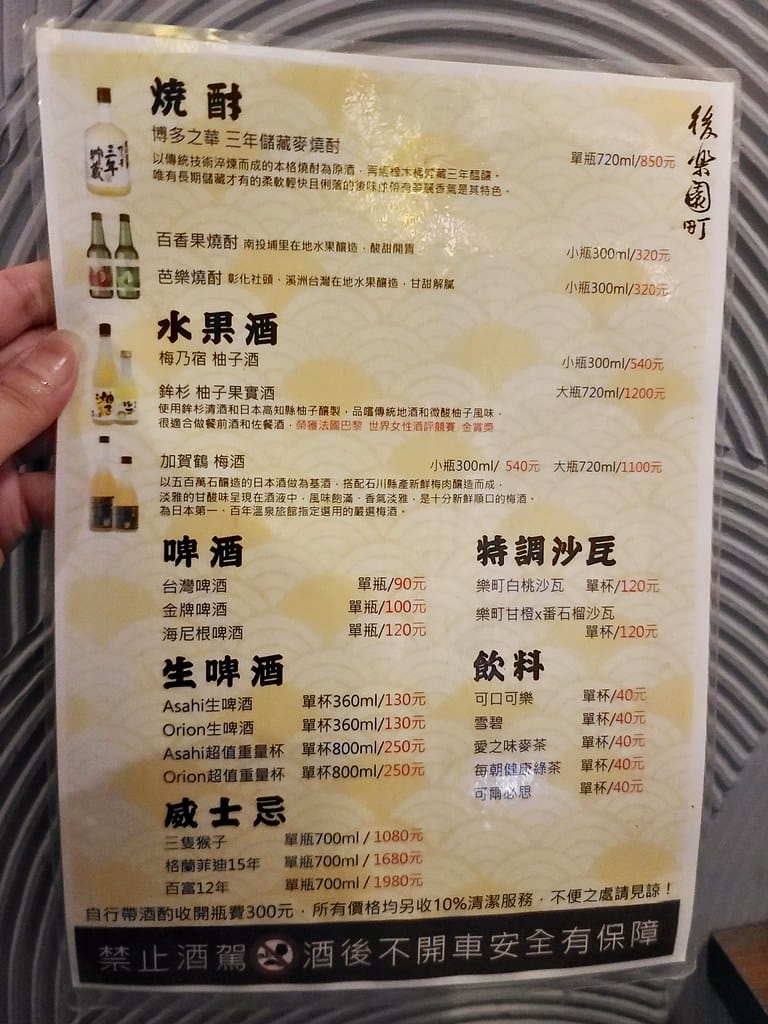 後楽園町
燒酎
博多之華 三年儲藏麥燒酎
單瓶720ml/850元
以傳統技術淬煉而成的本格燒酎為原酒，再經橡木桶貯藏三年醞釀。
唯有長期儲藏才有的柔軟輕快且俐落的後味並帶有華麗香氣是其特色。
百香果燒酎 南投埔里在地水果釀造，酸甜開胃
小瓶300ml/320元
芭樂燒酎 彰化社頭、溪洲台灣在地水果釀造，甘甜解膩
小瓶300ml/320元
水果酒
梅乃宿 柚子酒
小瓶300ml/540元
鉾杉 柚子果實酒
大瓶720ml/1200元
使用鉾杉清酒和日本高知縣柚子釀製，品嚐傳統地酒和微酸柚子風味，
很適合做餐前酒和佐餐酒，榮獲法國巴黎 世界女性酒評競賽 金賞獎
加賀鶴 梅酒
小瓶300ml/ 540元 大瓶720ml/1100元
以五百萬石釀造的日本酒做為基酒，搭配石川縣產新鮮梅肉釀造而成，
淡雅的甘酸味呈現在酒液中，風味飽滿、香氣淡雅，是十分新鮮順口的梅酒。
為日本第一、百年溫泉旅館指定選用的嚴選梅酒。
啤酒
台灣啤酒 單瓶/90元
金牌啤酒 單瓶/100元
海尼根啤酒 單瓶/120元
特調沙瓦
樂町白桃沙瓦 單杯/120元
樂町甘橙x番石榴沙瓦
單杯/120元
生啤酒
Asahi生啤酒 單杯360ml/130元
Orion生啤酒 單杯360ml/130元
Asahi超值重量杯 單杯800ml/250元
Orion超值重量杯 單杯800ml/250元
飲料
可口可樂 單杯/40元
雪碧 單杯/40元
愛之味麥茶 單杯/40元
每朝健康綠茶 單杯/40元
可爾必思 單杯/40元
威士忌
三隻猴子 單瓶700ml / 1080元
格蘭菲迪15年 單瓶700ml / 1680元
百富12年 單瓶700ml / 1980元
自行帶酒酌收開瓶費300元，所有價格均另收10%清潔服務，不便之處請見諒！
禁止酒駕 酒後不開車安全有保障